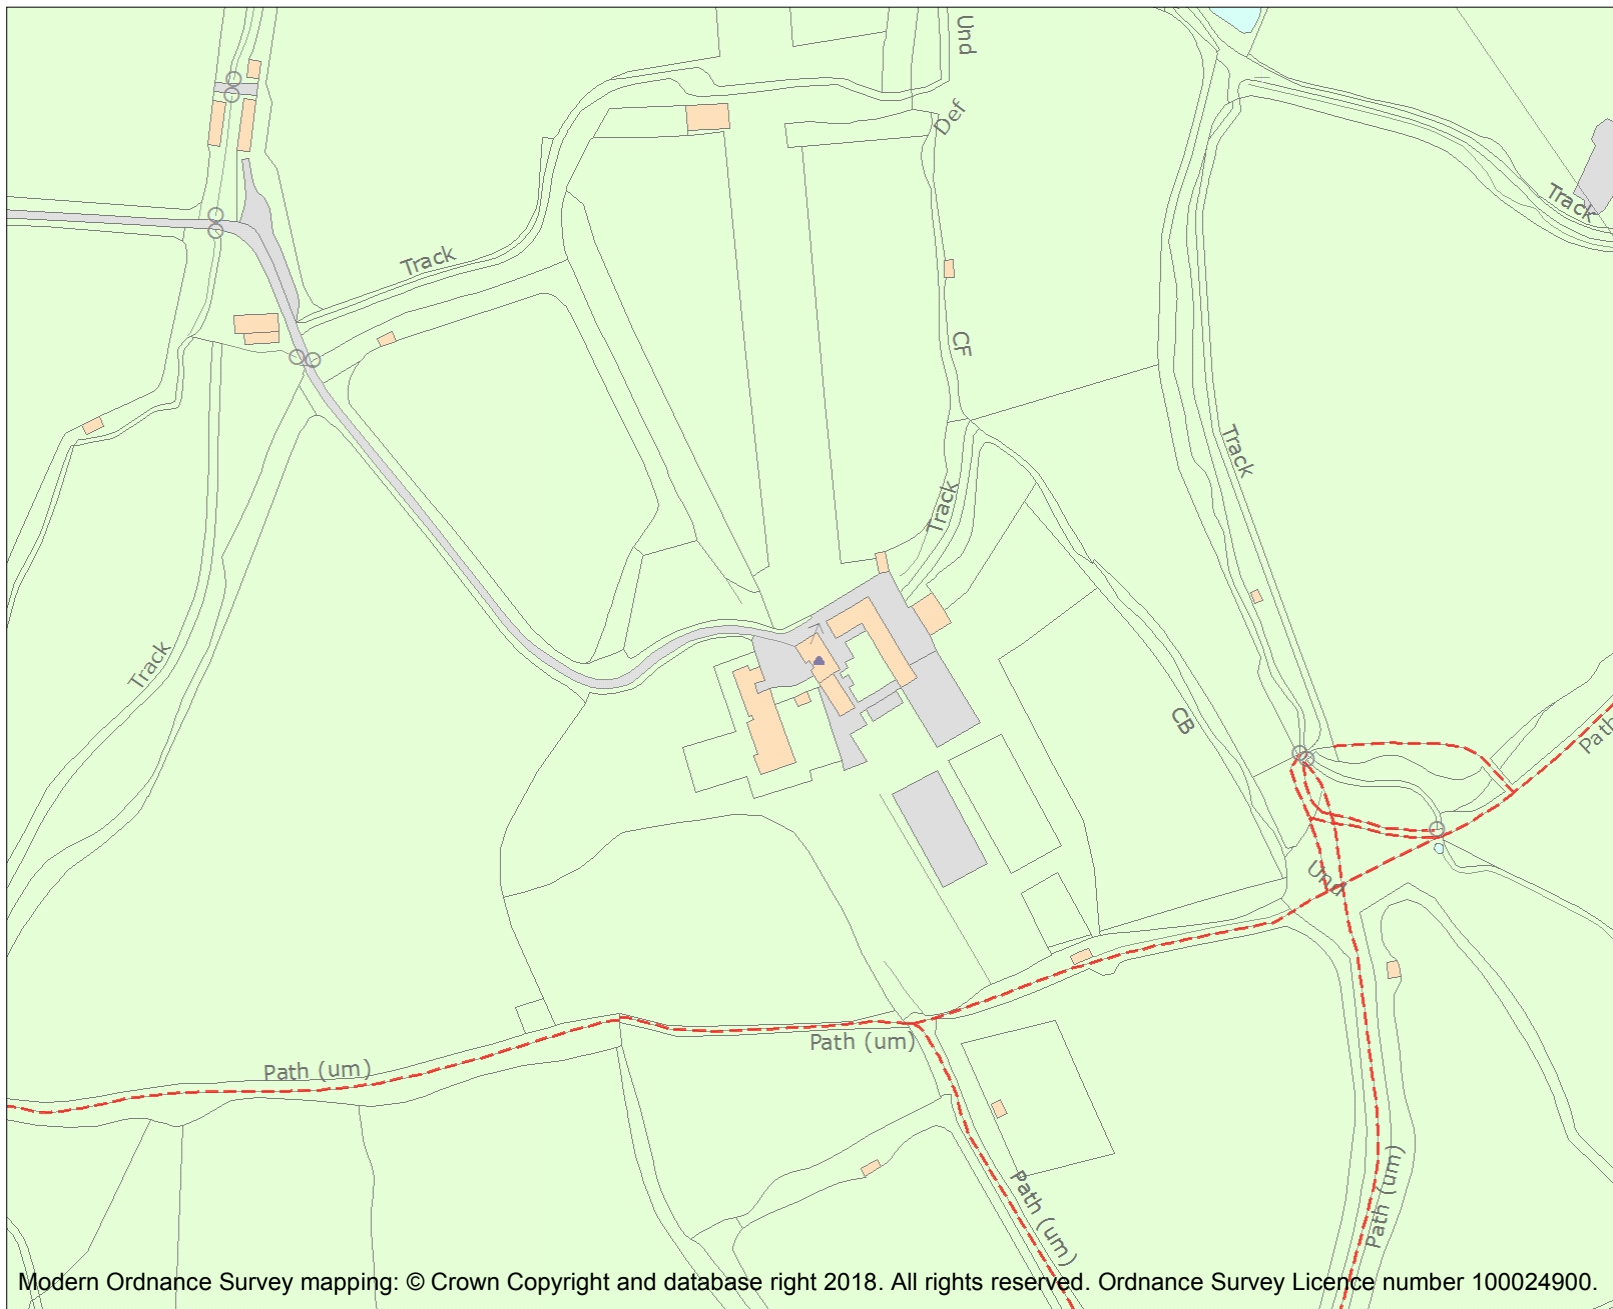 Und
Def
Track
Track
CF
Track
Track
Track
CB
Path
Und
Path (um)
Path (um)
Path (um)
Path (um)
Modern Ordnance Survey mapping: © Crown Copyright and database right 2018. All rights reserved. Ordnance Survey Licence number 100024900.